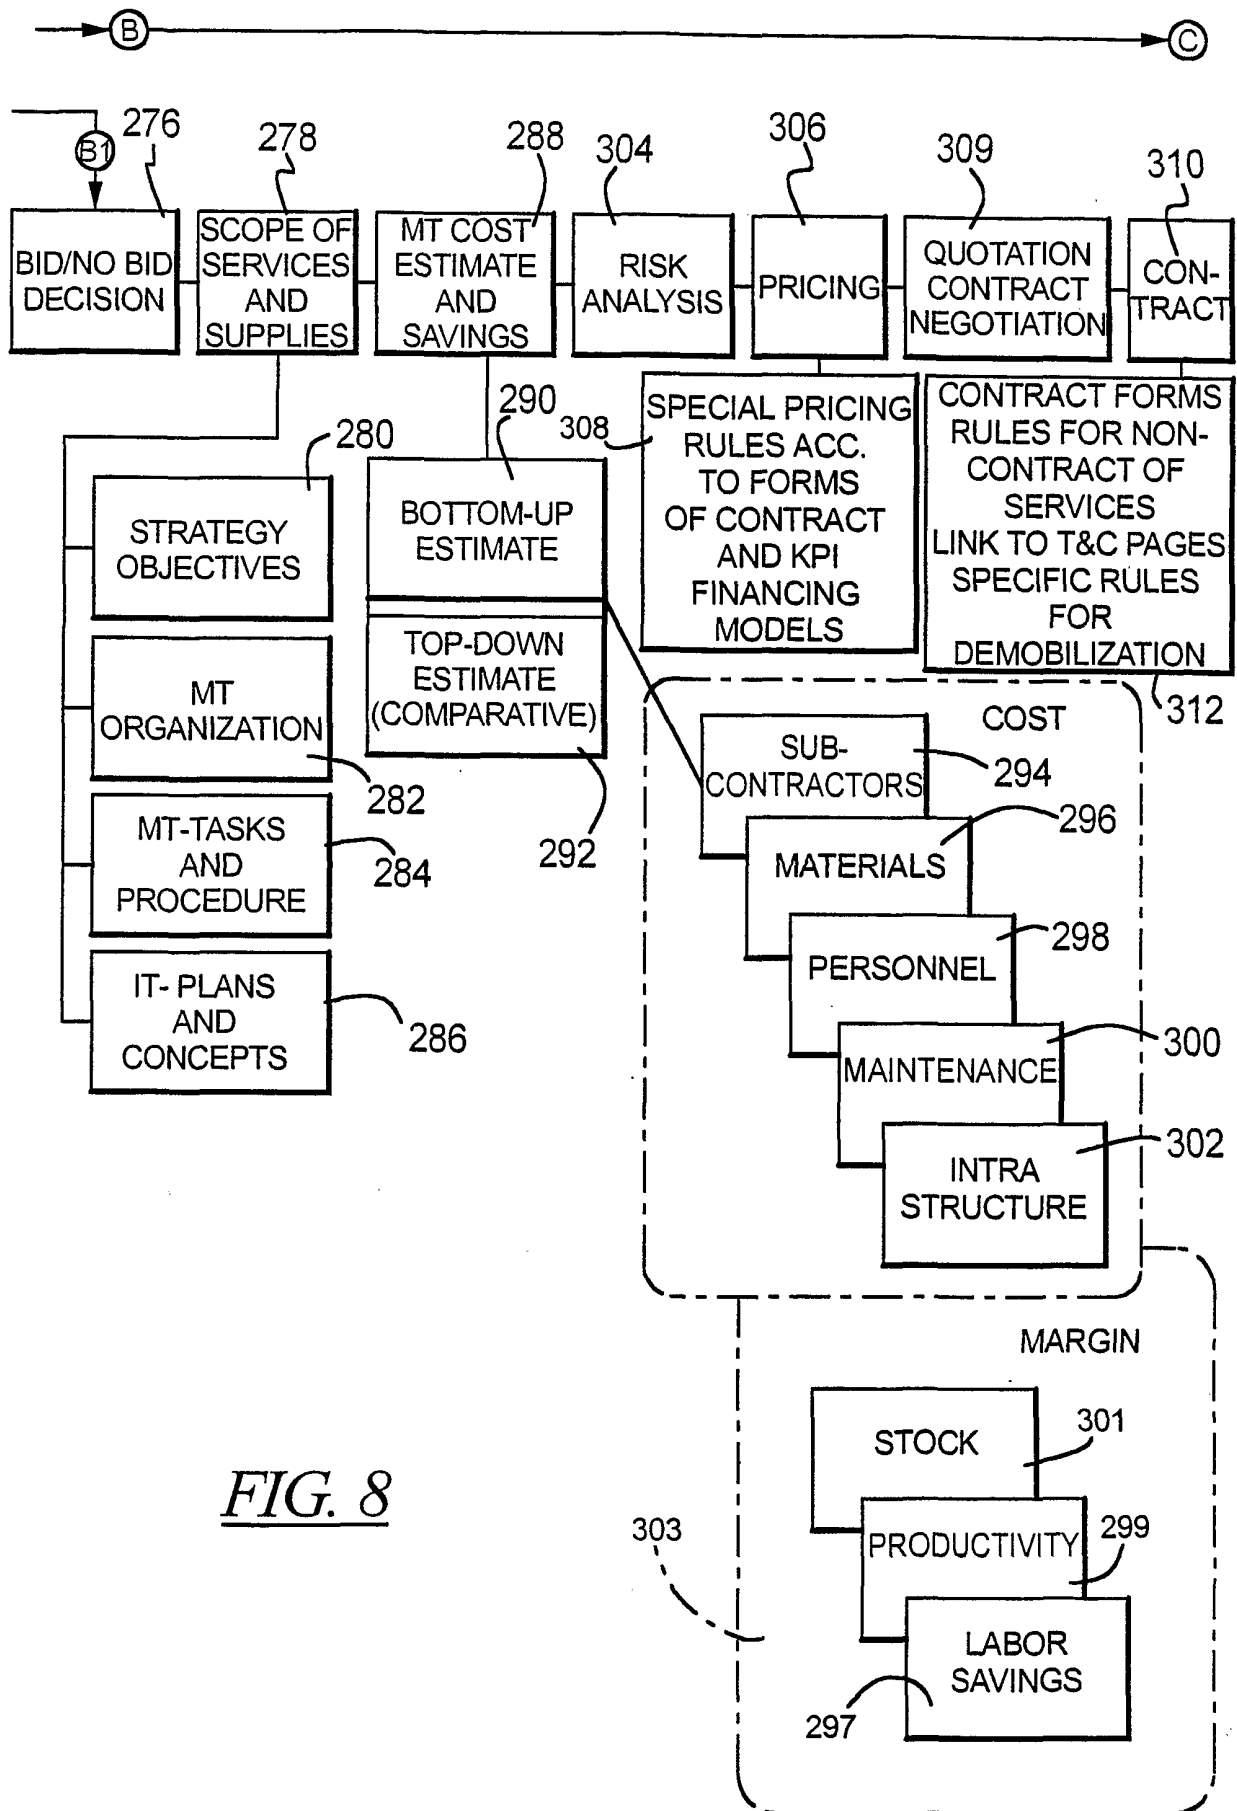 B
C
B1
276
278
288
304
306
309
310
BID/NO BID
DECISION
SCOPE OF
SERVICES
AND
SUPPLIES
MT COST
ESTIMATE
AND
SAVINGS
RISK
ANALYSIS
PRICING
QUOTATION
CONTRACT
NEGOTIATION
CON-
TRACT
280
STRATEGY
OBJECTIVES
MT
ORGANIZATION
282
MT-TASKS
AND
PROCEDURE
284
IT- PLANS
AND
CONCEPTS
286
290
BOTTOM-UP
ESTIMATE
TOP-DOWN
ESTIMATE
(COMPARATIVE)
292
308
SPECIAL PRICING
RULES ACC.
TO FORMS
OF CONTRACT
AND KPI
FINANCING
MODELS
CONTRACT FORMS
RULES FOR NON-
CONTRACT OF
SERVICES
LINK TO T&C PAGES
SPECIFIC RULES
FOR
DEMOBILIZATION
312
COST
SUB-
CONTRACTORS
294
MATERIALS
296
PERSONNEL
298
MAINTENANCE
300
INTRA
STRUCTURE
302
MARGIN
STOCK
301
PRODUCTIVITY
299
LABOR
SAVINGS
297
303
FIG. 8